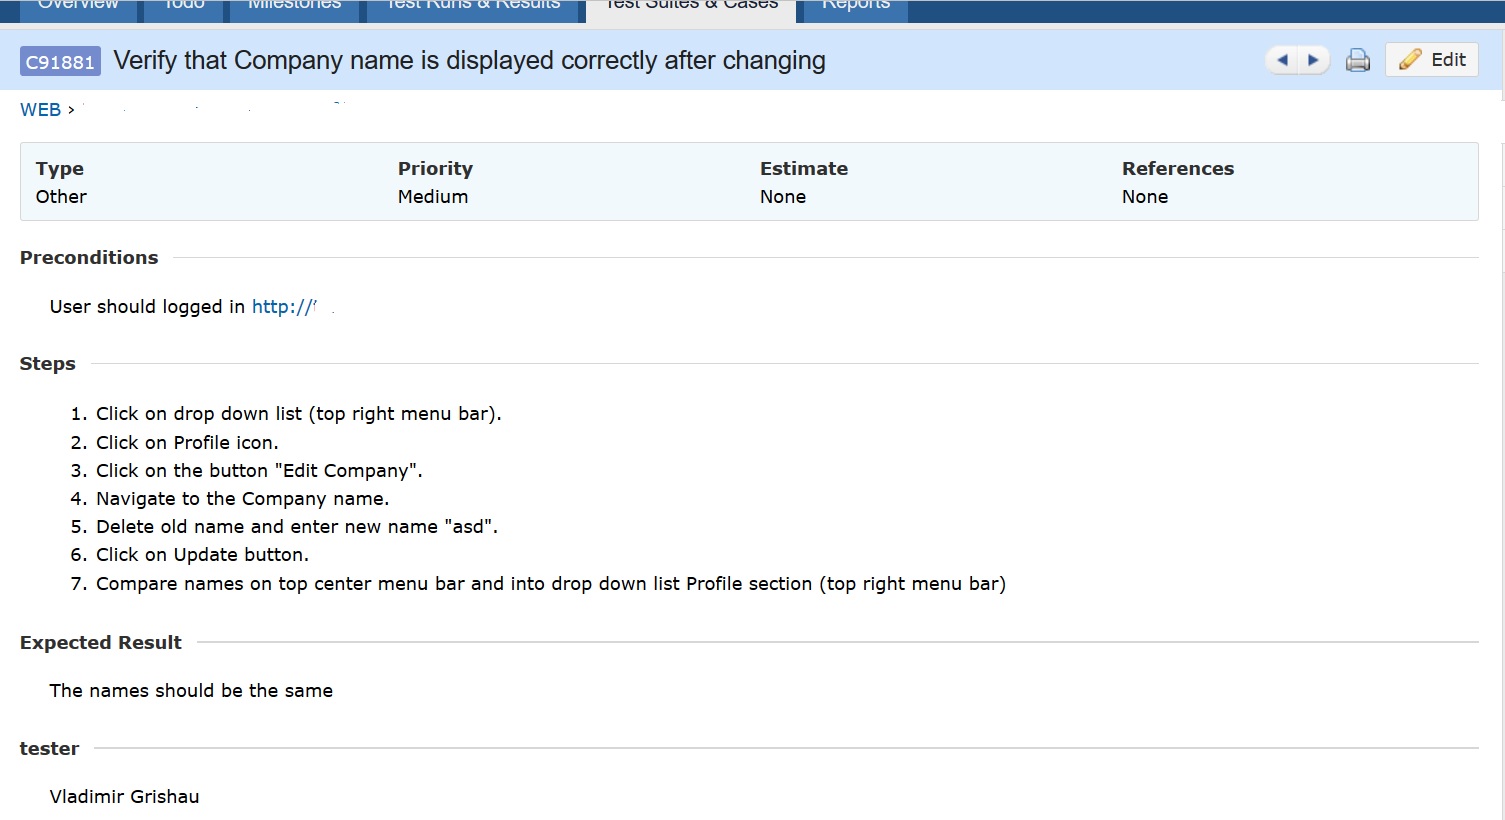 Overview Todo Milestones Test Runs & Results Test Suites & Cases Reports
C91881 Verify that Company name is displayed correctly after changing Edit
WEB >
Type Priority Estimate References
Other Medium None None
Preconditions
User should logged in http://
Steps
1. Click on drop down list (top right menu bar).
2. Click on Profile icon.
3. Click on the button "Edit Company".
4. Navigate to the Company name.
5. Delete old name and enter new name "asd".
6. Click on Update button.
7. Compare names on top center menu bar and into drop down list Profile section (top right menu bar)
Expected Result
The names should be the same
tester
Vladimir Grishau